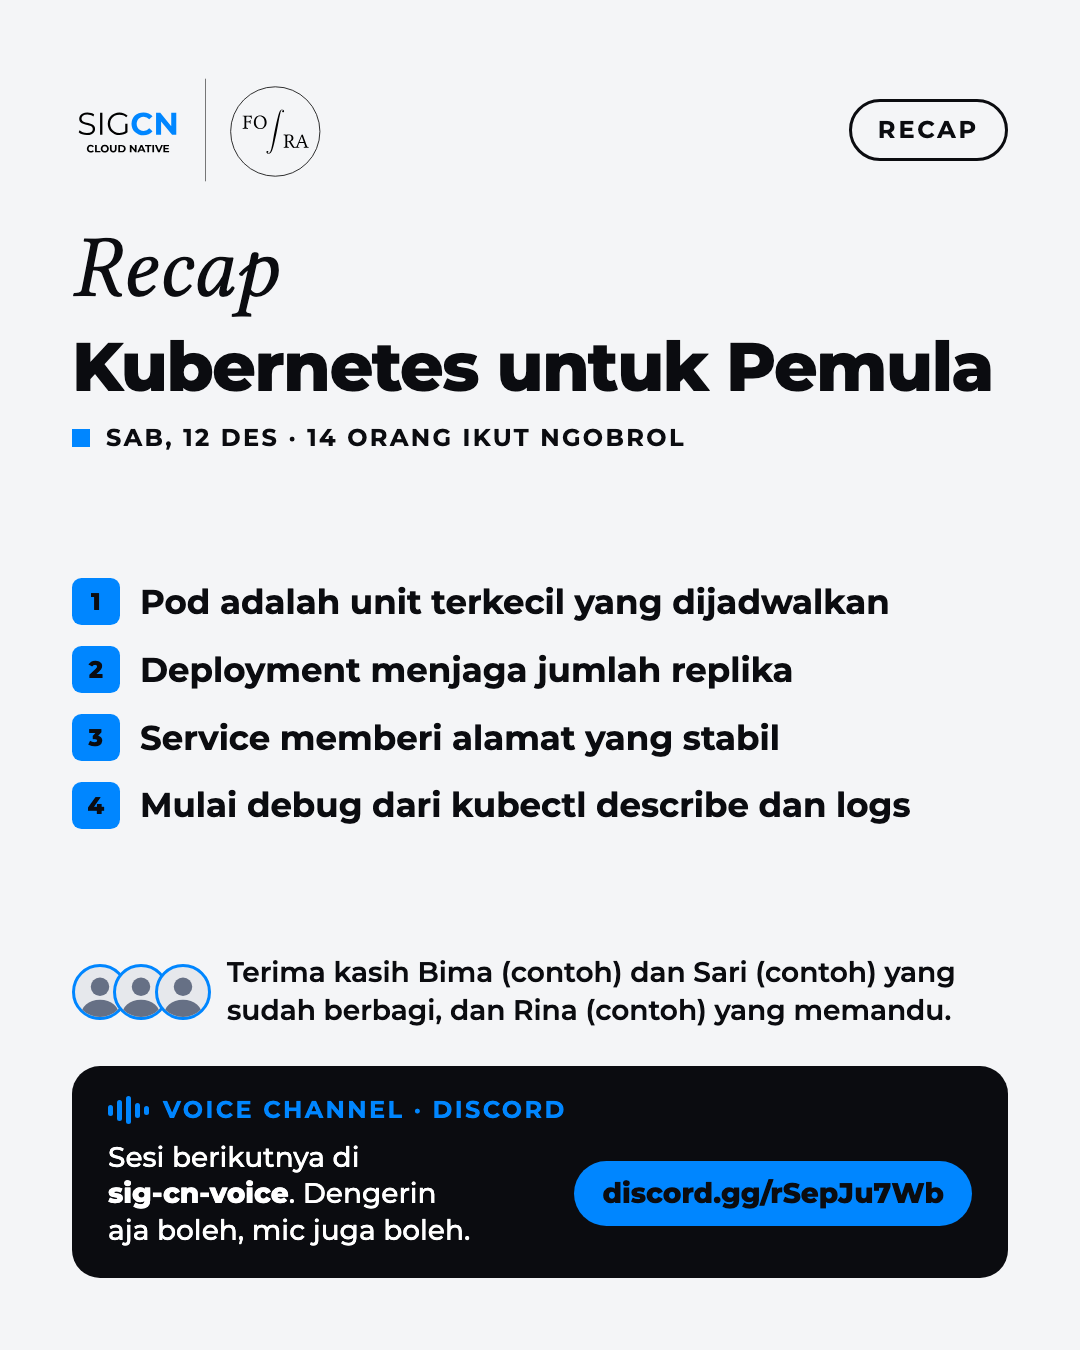 SIGCN
CLOUD NATIVE
FO∫RA
RECAP
Recap
Kubernetes untuk Pemula
SAB, 12 DES · 14 ORANG IKUT NGOBROL
1 Pod adalah unit terkecil yang dijadwalkan
2 Deployment menjaga jumlah replika
3 Service memberi alamat yang stabil
4 Mulai debug dari kubectl describe dan logs
Terima kasih Bima (contoh) dan Sari (contoh) yang
sudah berbagi, dan Rina (contoh) yang memandu.
VOICE CHANNEL · DISCORD
Sesi berikutnya di
sig-cn-voice. Dengerin
aja boleh, mic juga boleh.
discord.gg/rSepJu7Wb